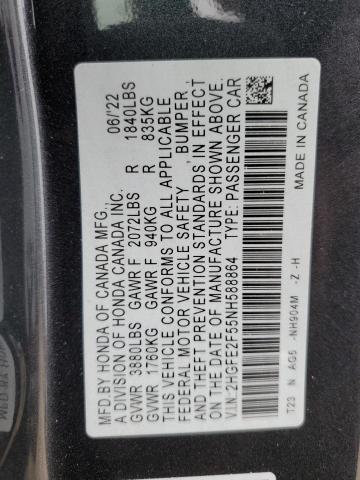 MFD.BY HONDA OF CANADA MFG., 06/'22
A DIVISION OF HONDA CANADA INC.
GVWR 3880LBS GAWR F 2072LBS R 1840LBS
GVWR 1760KG GAWR F 940KG R 835KG
THIS VEHICLE CONFORMS TO ALL APPLICABLE
FEDERAL MOTOR VEHICLE SAFETY , BUMPER,
AND THEFT PREVENTION STANDARDS IN EFFECT
ON THE DATE OF MANUFACTURE SHOWN ABOVE.
V.I.N: 2HGFE2F55NH588864 TYPE: PASSENGER CAR
T23 N AG5 -NH904M -Z -H MADE IN CANADA